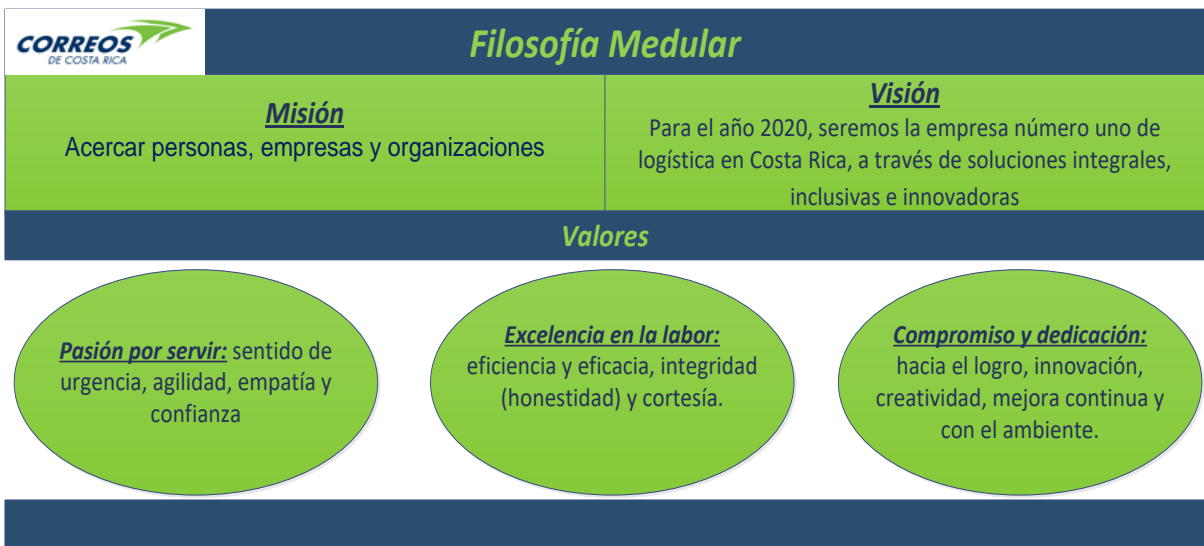 CORREOS
DE COSTA RICA
Filosofía Medular
Misión
Acercar personas, empresas y organizaciones
Visión
Para el año 2020, seremos la empresa número uno de
logística en Costa Rica, a través de soluciones integrales,
inclusivas e innovadoras
Valores
Pasión por servir: sentido de
urgencia, agilidad, empatía y
confianza
Excelencia en la labor:
eficiencia y eficacia, integridad
(honestidad) y cortesía.
Compromiso y dedicación:
hacia el logro, innovación,
creatividad, mejora continua y
con el ambiente.